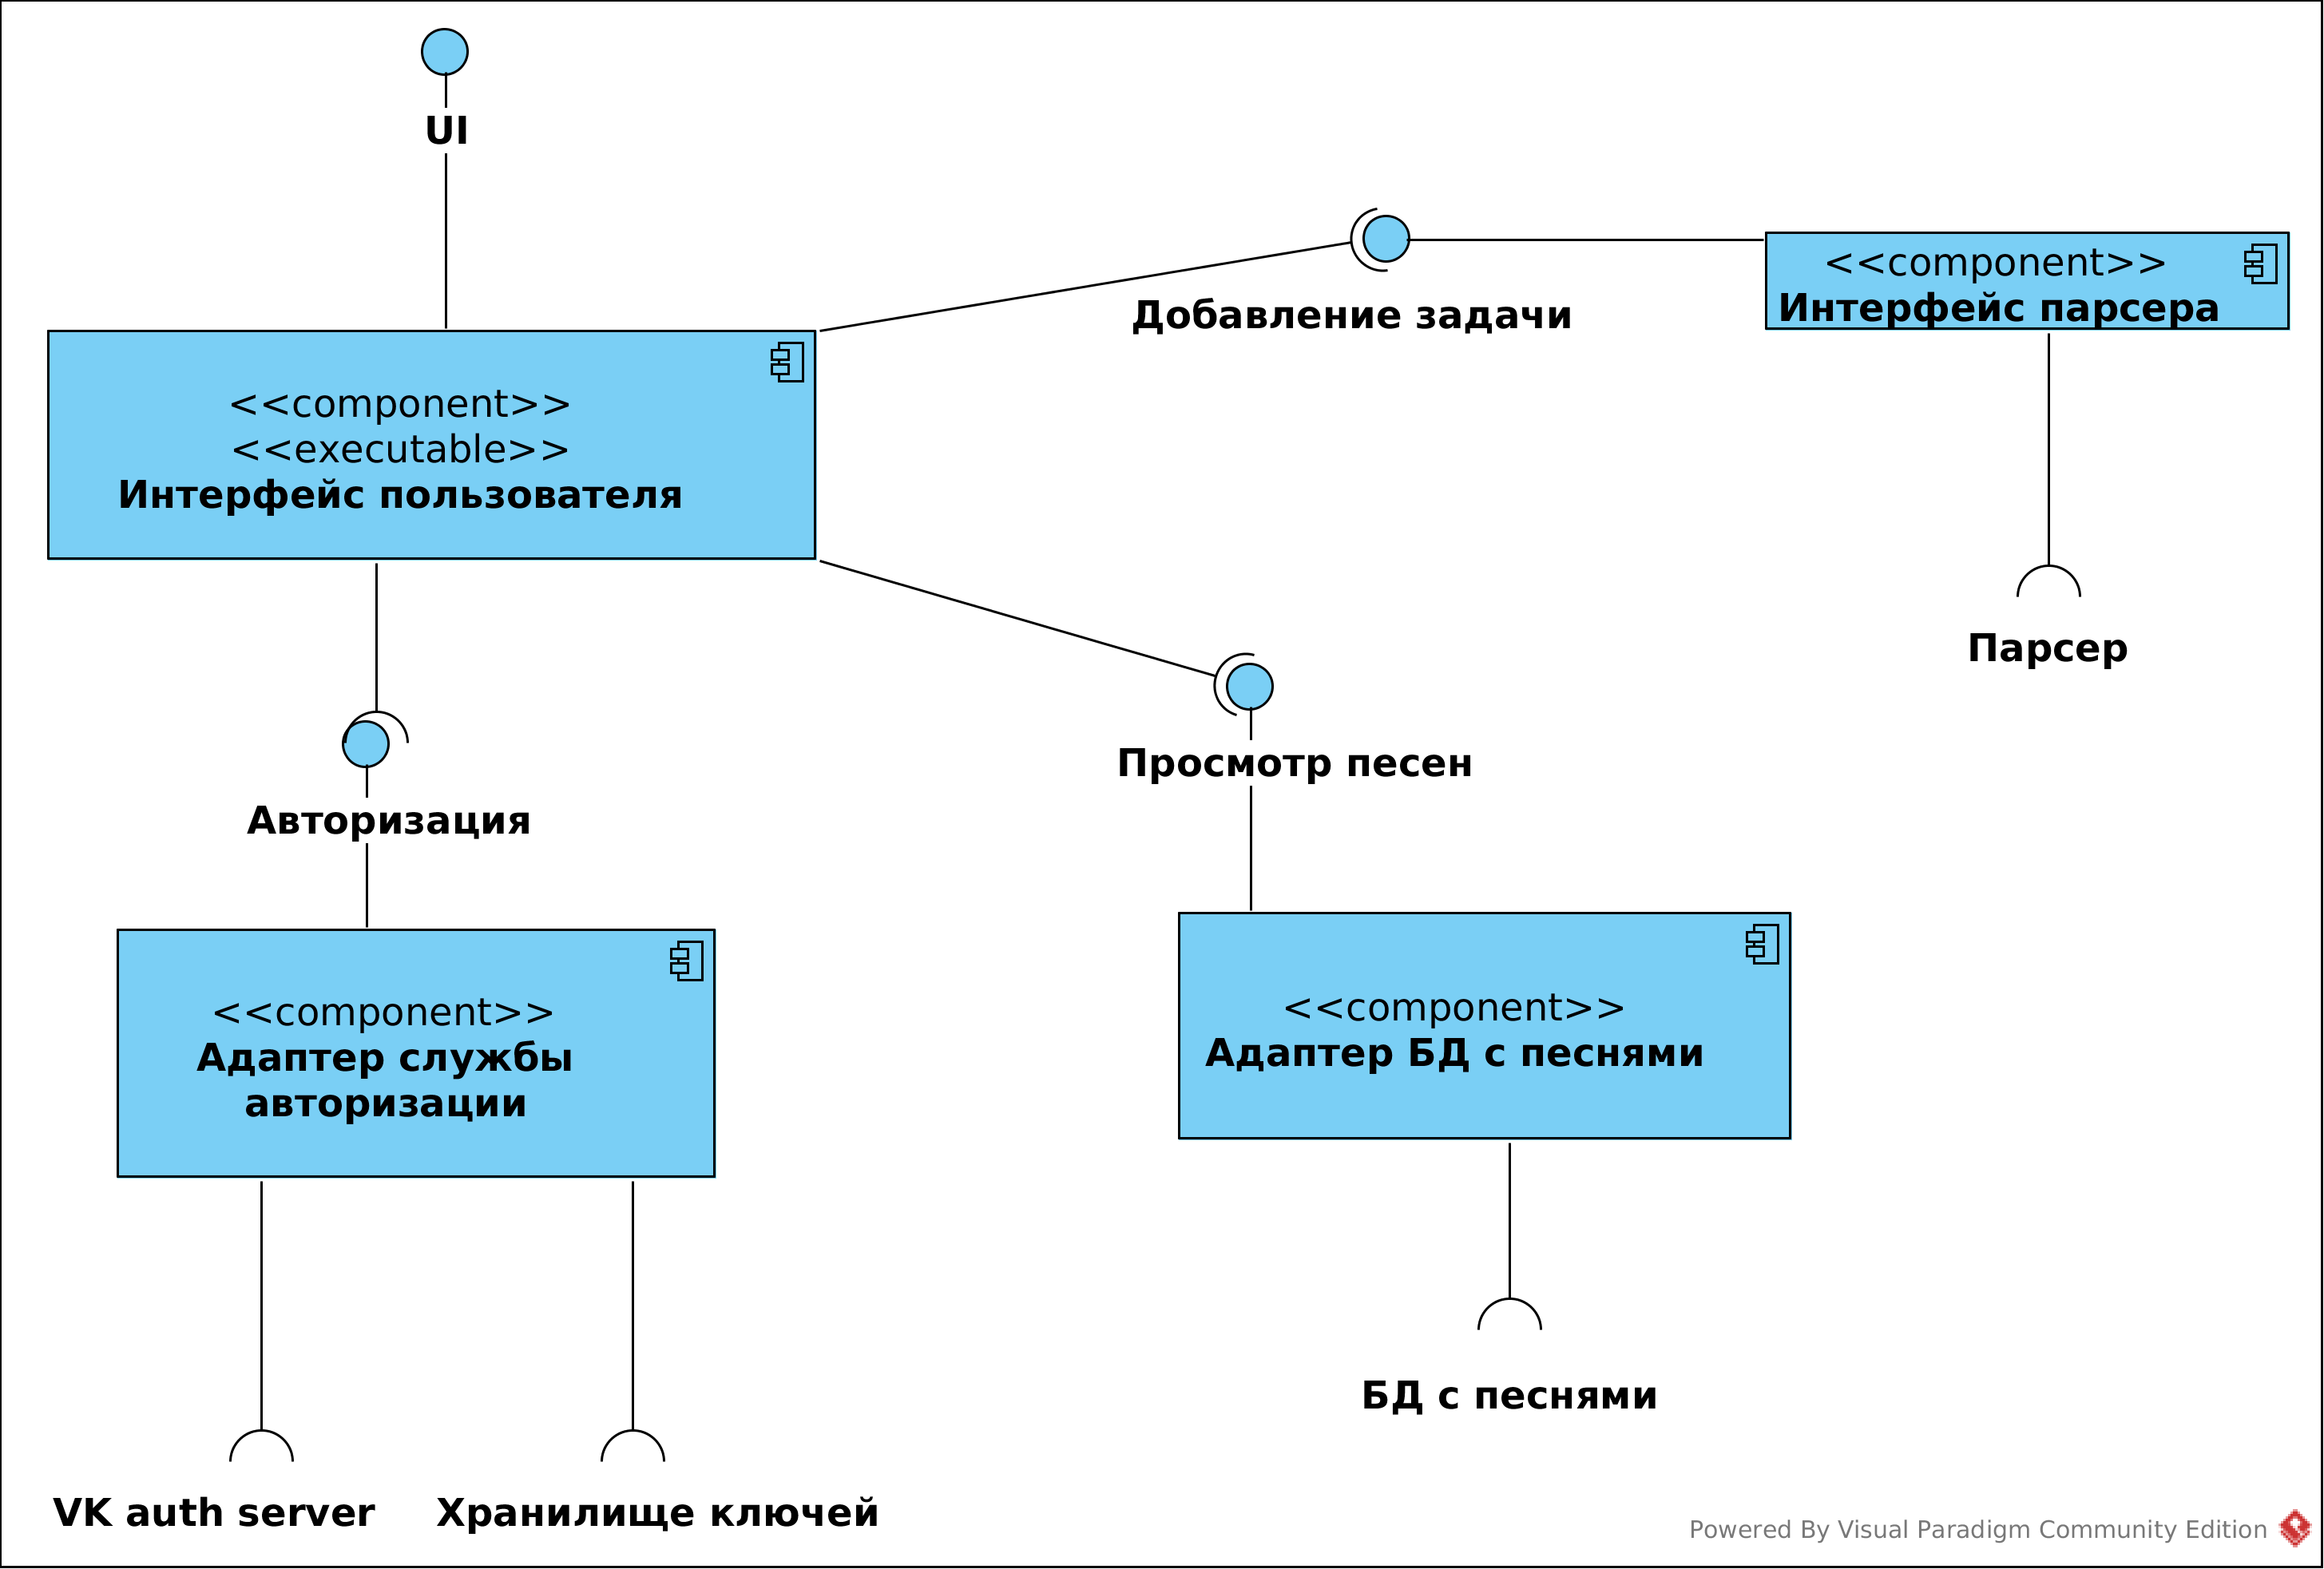 UI
Добавление задачи
<<component>>
Интерфейс парсера
<<component>>
<<executable>>
Интерфейс пользователя
Парсер
Просмотр песен
Авторизация
<<component>>
Адаптер службы
авторизации
<<component>>
Адаптер БД с песнями
БД с песнями
VK auth server
Хранилище ключей
Powered By Visual Paradigm Community Edition